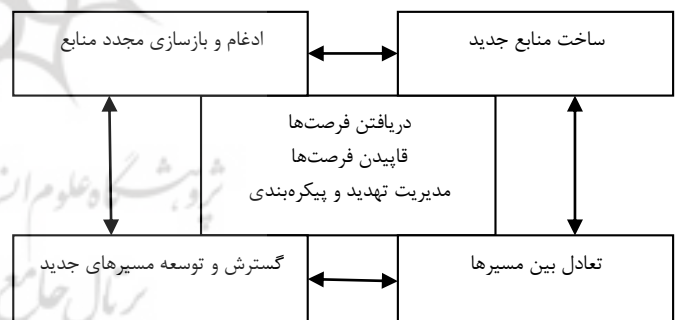 ساخت منابع جدید
ادغام و بازسازی مجدد منابع
دریافتن فرصت‌ها
قاپیدن فرصت‌ها
مدیریت تهدید و پیکره‌بندی
تعادل بین مسیرها
گسترش و توسعه مسیرهای جدید